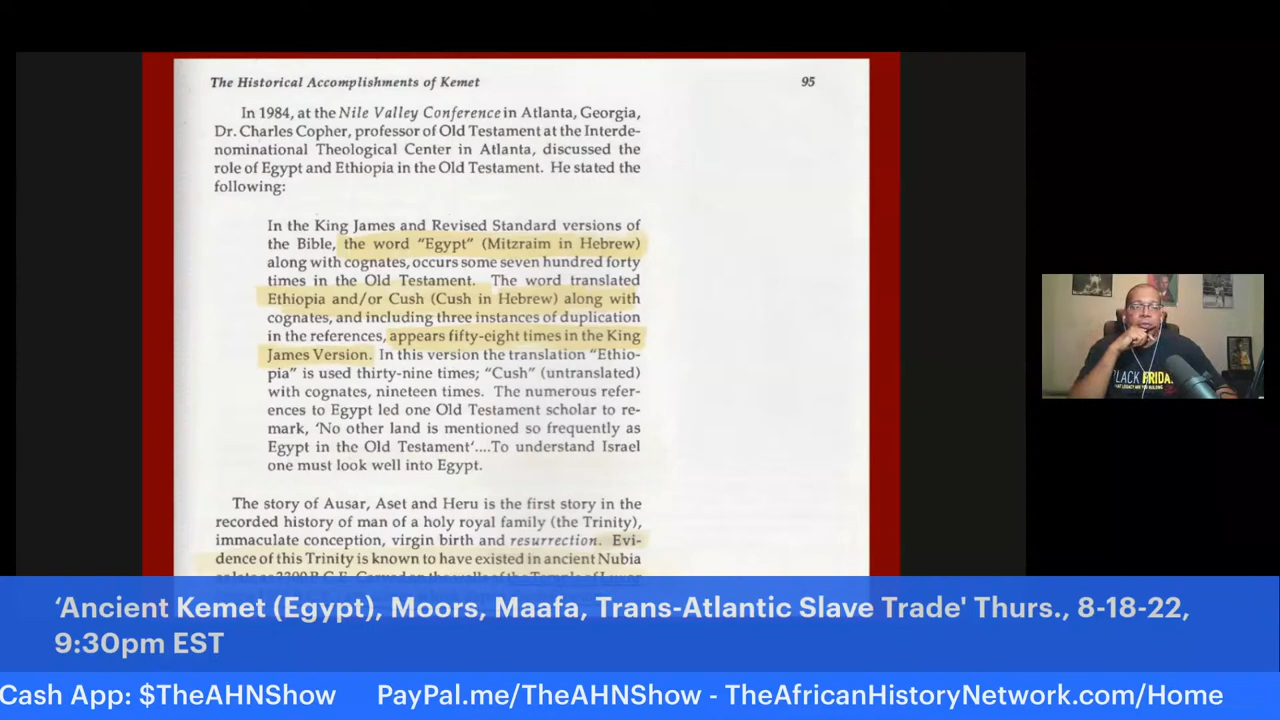 The Historical Accomplishments of Kemet 95
In 1984, at the Nile Valley Conference in Atlanta, Georgia,
Dr. Charles Copher, professor of Old Testament at the Interde-
nominational Theological Center in Atlanta, discussed the
role of Egypt and Ethiopia in the Old Testament. He stated the
following:
In the King James and Revised Standard versions of
the Bible, the word "Egypt" (Mitzraim in Hebrew)
along with cognates, occurs some seven hundred forty
times in the Old Testament. The word translated
Ethiopia and/or Cush (Cush in Hebrew) along with
cognates, and including three instances of duplication
in the references, appears fifty-eight times in the King
James Version. In this version the translation "Ethio-
pia" is used thirty-nine times; "Cush" (untranslated)
with cognates, nineteen times. The numerous refer-
ences to Egypt led one Old Testament scholar to re-
mark, 'No other land is mentioned so frequently as
Egypt in the Old Testament'....To understand Israel
one must look well into Egypt.
The story of Ausar, Aset and Heru is the first story in the
recorded history of man of a holy royal family (the Trinity),
immaculate conception, virgin birth and resurrection. Evi-
dence of this Trinity is known to have existed in ancient Nubia
BLACK FRIDAY
‘Ancient Kemet (Egypt), Moors, Maafa, Trans-Atlantic Slave Trade' Thurs., 8-18-22,
9:30pm EST
Cash App: $TheAHNShow PayPal.me/TheAHNShow - TheAfricanHistoryNetwork.com/Home